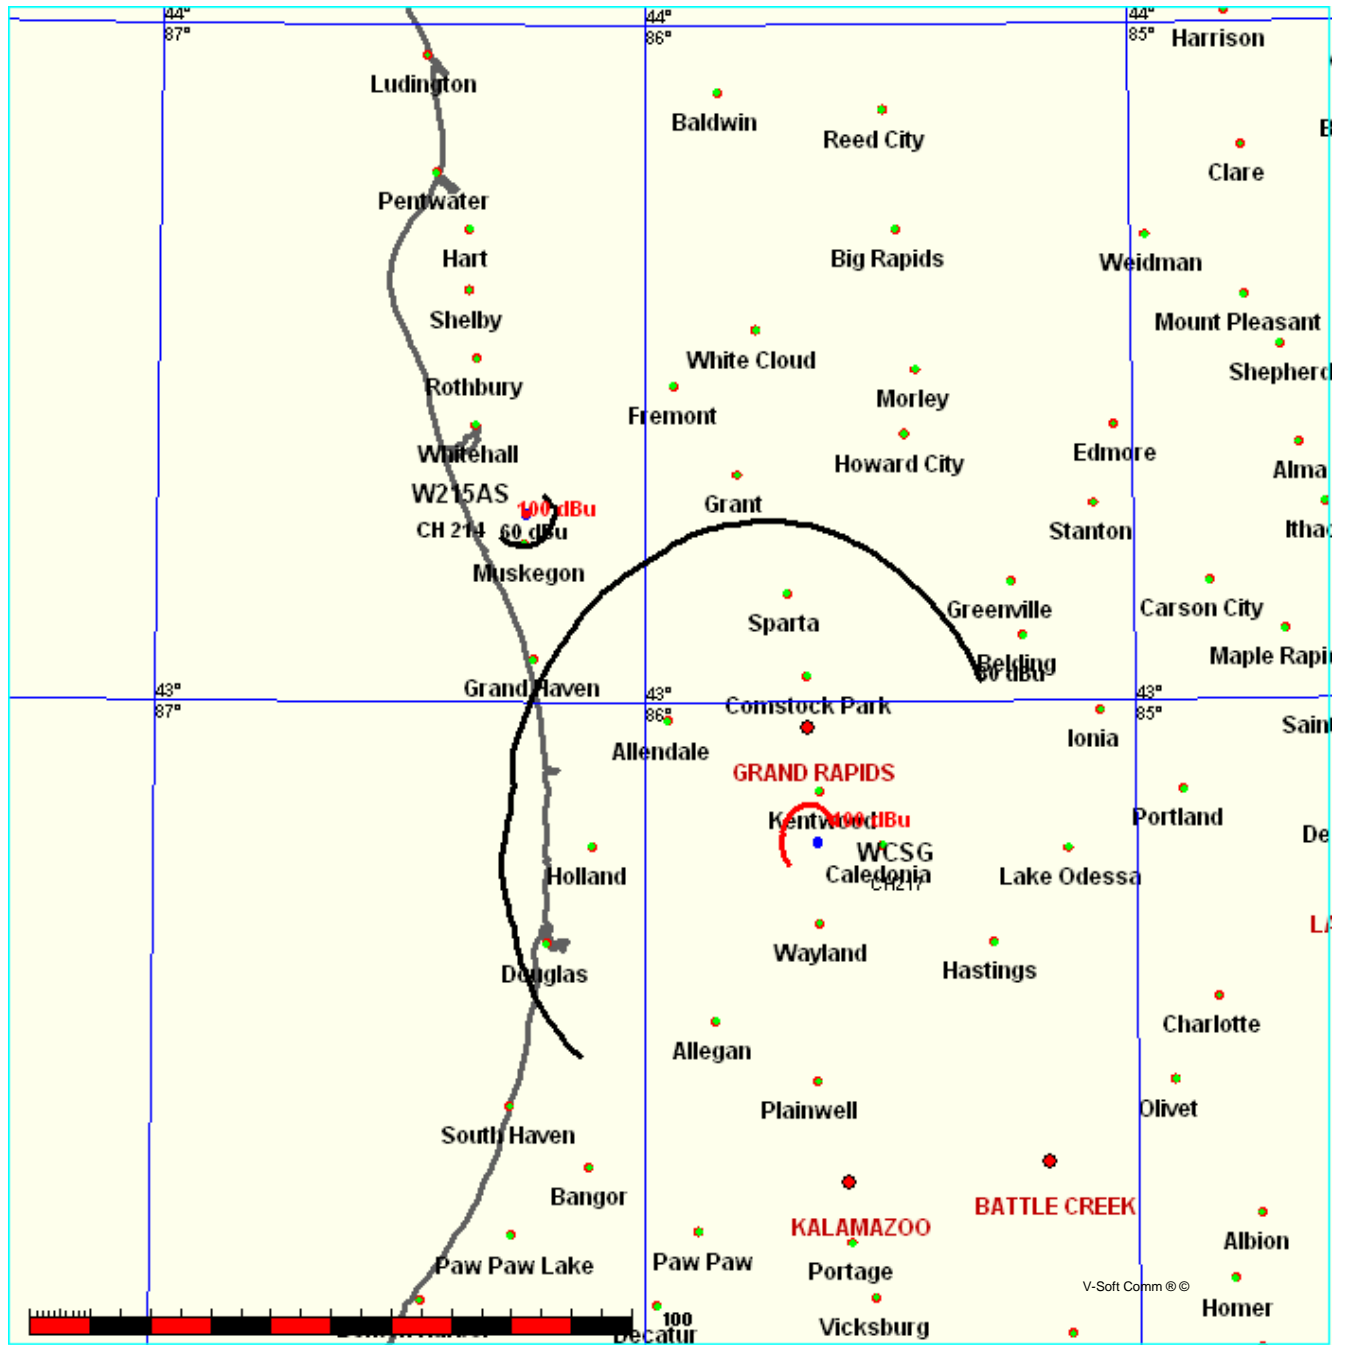 44°
87°
44°
86°
44°
85°
Harrison
Ludington
Baldwin
Reed City
Clare
Pentwater
Hart
Big Rapids
Weidman
Shelby
Mount Pleasant
White Cloud
Shepherd
Rothbury
Fremont
Morley
Whitehall
Howard City
Edmore
Alma
W215AS
100 dBu
Grant
CH 214
60 dBu
Stanton
Ithac
Muskegon
Sparta
Greenville
Carson City
Belding
60 dBu
Maple Rapi
Grand Haven
43°
87°
43°
86°
43°
85°
Comstock Park
Allendale
Ionia
Saint
GRAND RAPIDS
Kentwood
100 dBu
Portland
De
WCSG
Holland
Caledonia
CH217
Lake Odessa
LA
Douglas
Wayland
Hastings
Charlotte
Allegan
Plainwell
Olivet
South Haven
Bangor
BATTLE CREEK
KALAMAZOO
Albion
Paw Paw Lake
Paw Paw
Portage
V-Soft Comm ® ©
Homer
100
Decatur
Vicksburg